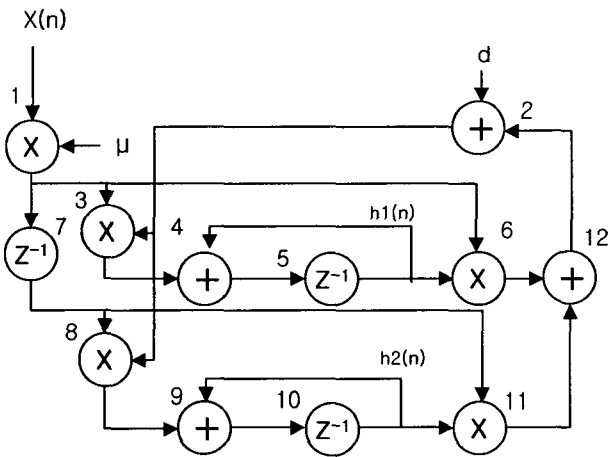 X(n)
d
1
2
X
μ
+
3
7
X
4
h1(n)
6
12
Z⁻¹
5
+
Z⁻¹
X
+
8
X
h2(n)
9
10
11
+
Z⁻¹
X